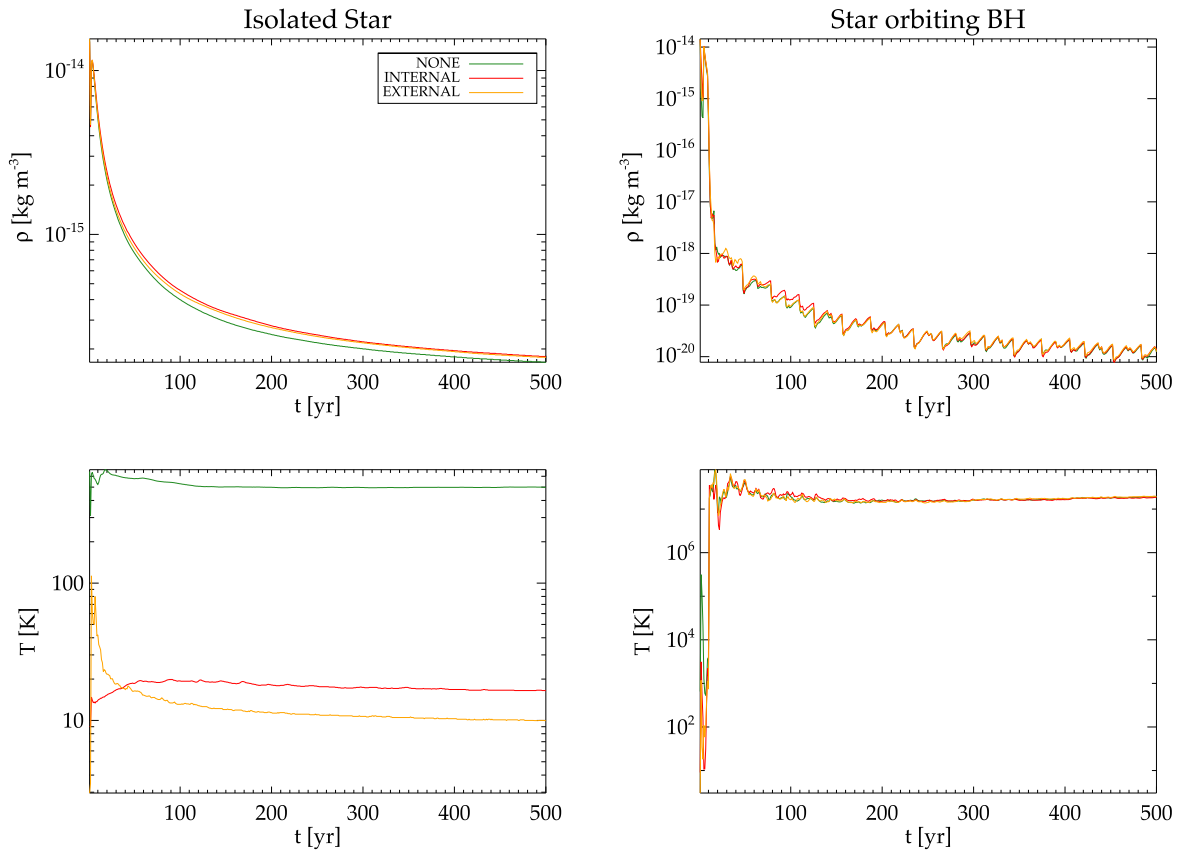 Isolated Star
Star orbiting BH
NONE
INTERNAL
EXTERNAL
10^-14
10^-15
ρ [kg m^-3]
100 200 300 400 500
t [yr]
10^-14
10^-15
10^-16
10^-17
10^-18
10^-19
10^-20
ρ [kg m^-3]
100 200 300 400 500
t [yr]
100
10
T [K]
100 200 300 400 500
t [yr]
10^6
10^4
10^2
T [K]
100 200 300 400 500
t [yr]